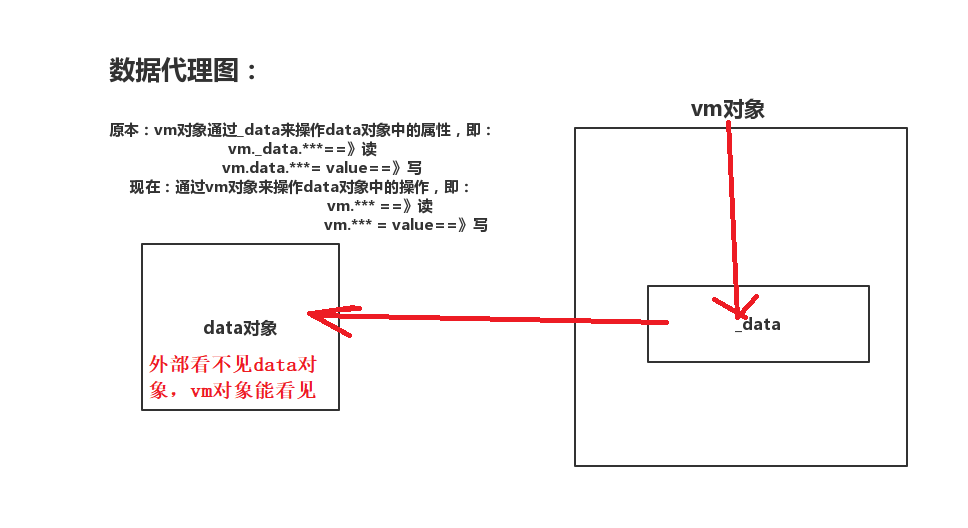 数据代理图：
原本：vm对象通过_data来操作data对象中的属性，即：
vm._data.***==》读
vm.data.***= value==》写
现在：通过vm对象来操作data对象中的操作，即：
vm.*** ==》读
vm.*** = value==》写
vm对象
_data
data对象
外部看不见data对
象，vm对象能看见